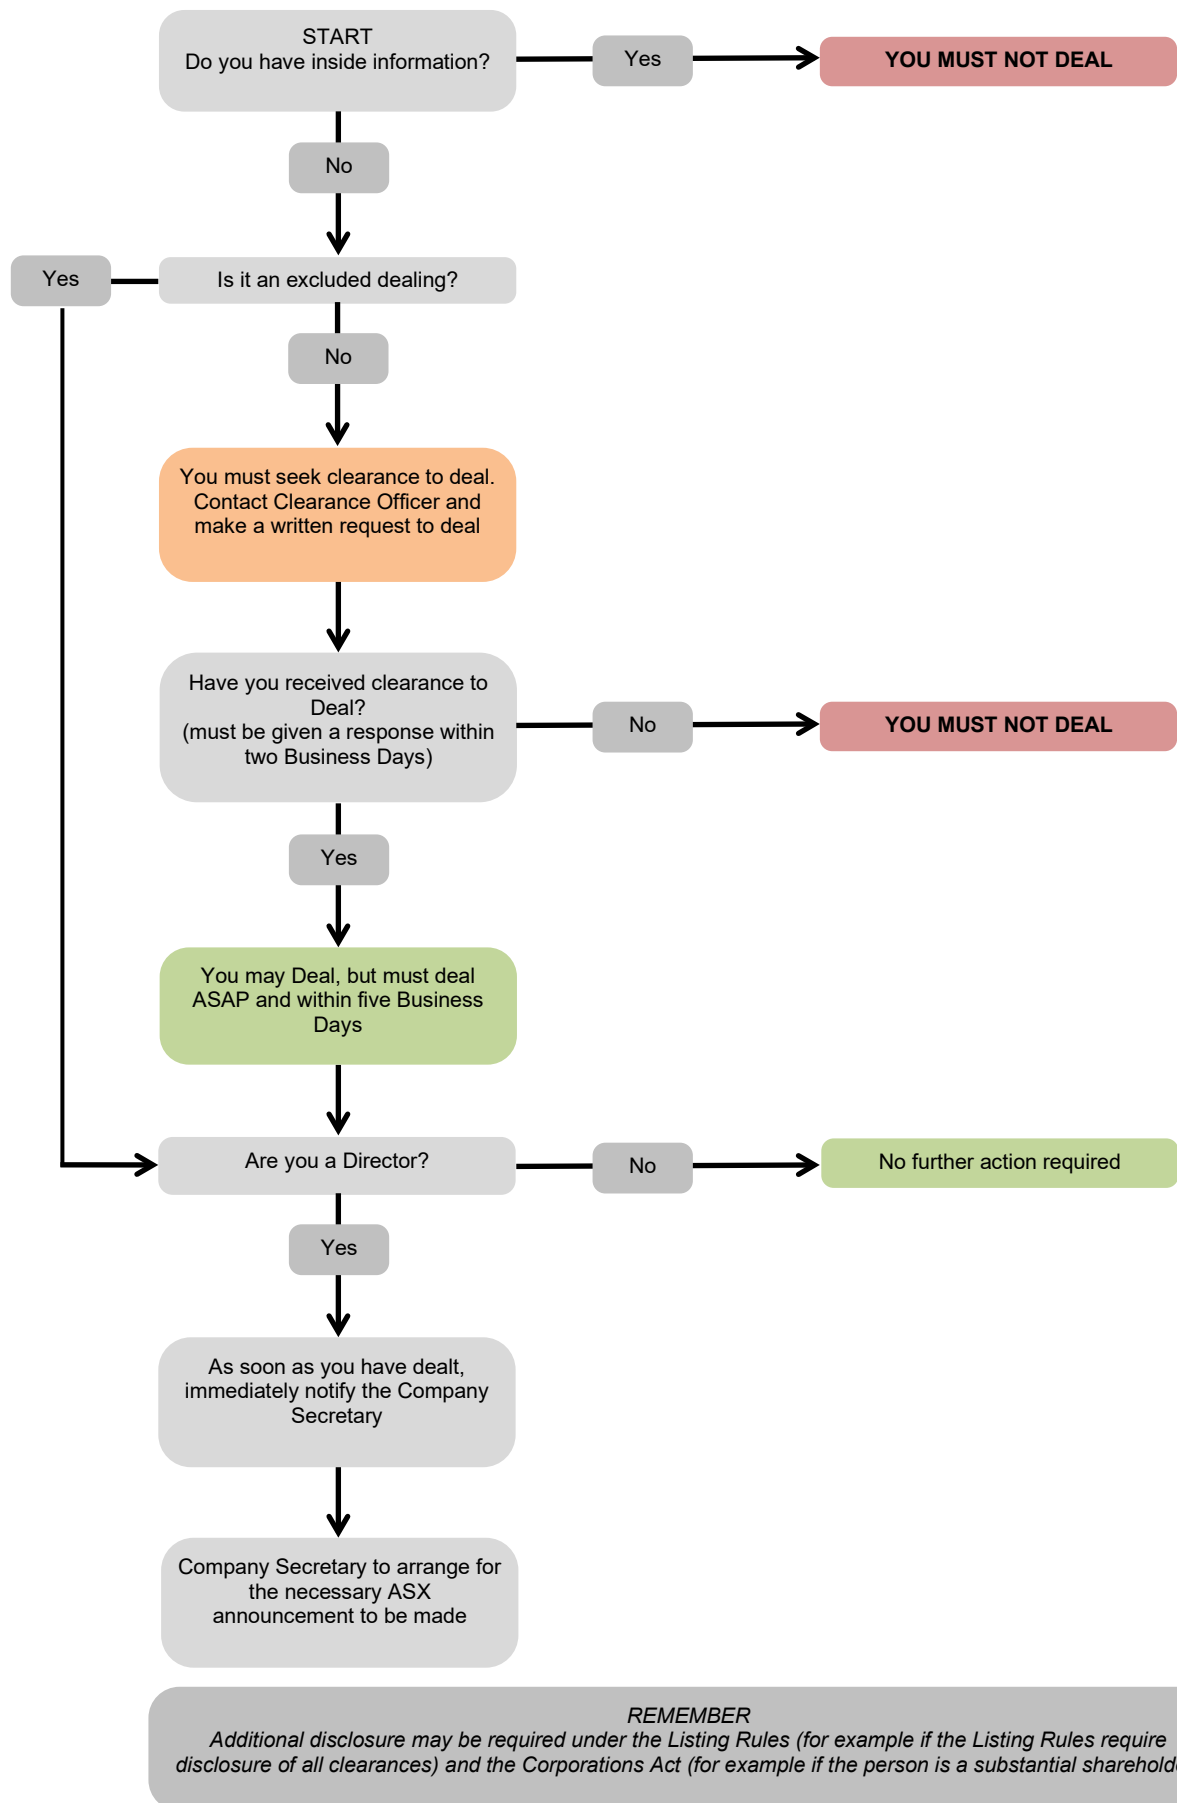 START
Do you have inside information?
Yes
YOU MUST NOT DEAL
No
Yes
Is it an excluded dealing?
No
You must seek clearance to deal.
Contact Clearance Officer and
make a written request to deal
Have you received clearance to
Deal?
(must be given a response within
two Business Days)
No
YOU MUST NOT DEAL
Yes
You may Deal, but must deal
ASAP and within five Business
Days
Are you a Director?
No
No further action required
Yes
As soon as you have dealt,
immediately notify the Company
Secretary
Company Secretary to arrange for
the necessary ASX
announcement to be made
REMEMBER
Additional disclosure may be required under the Listing Rules (for example if the Listing Rules require
disclosure of all clearances) and the Corporations Act (for example if the person is a substantial